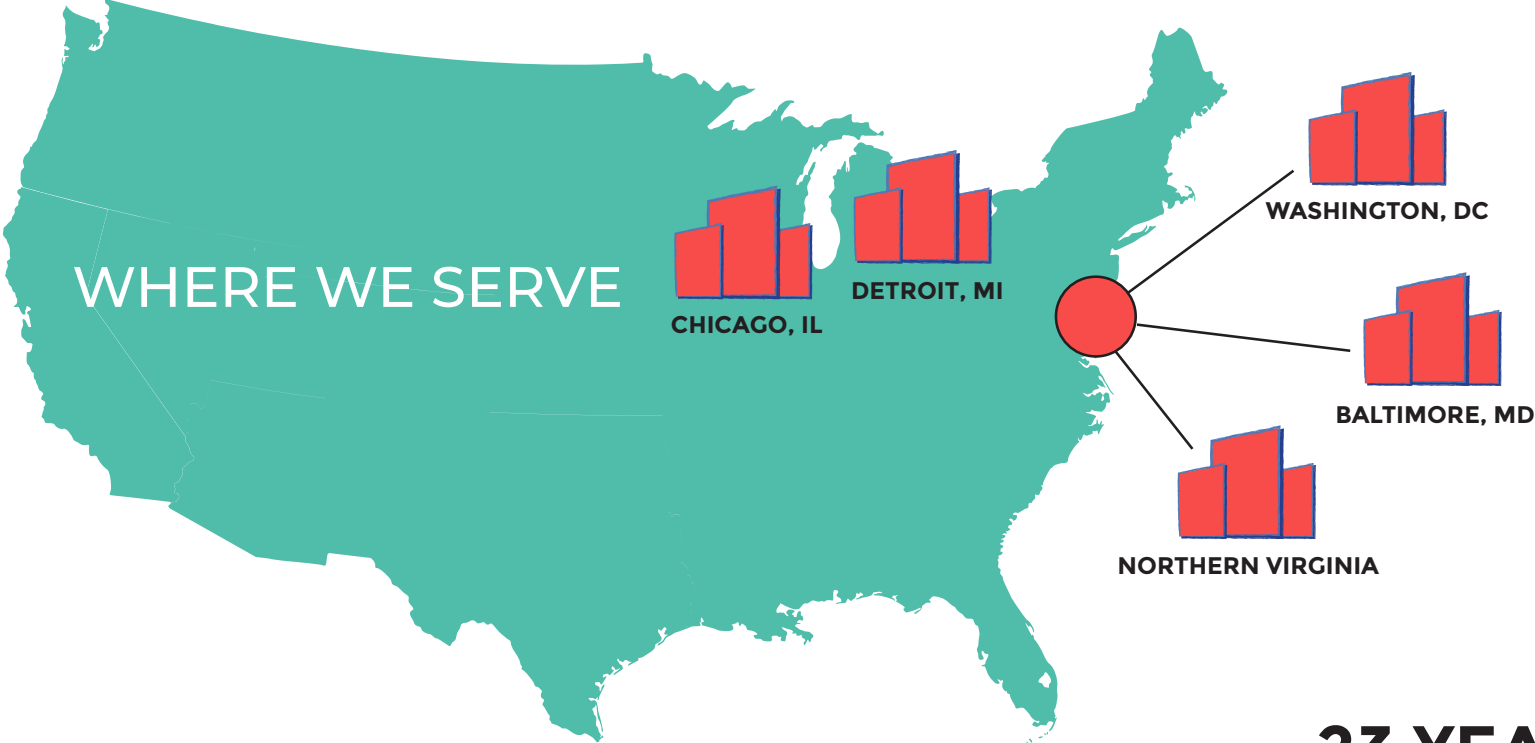 WHERE WE SERVE
CHICAGO, IL
DETROIT, MI
WASHINGTON, DC
BALTIMORE, MD
NORTHERN VIRGINIA